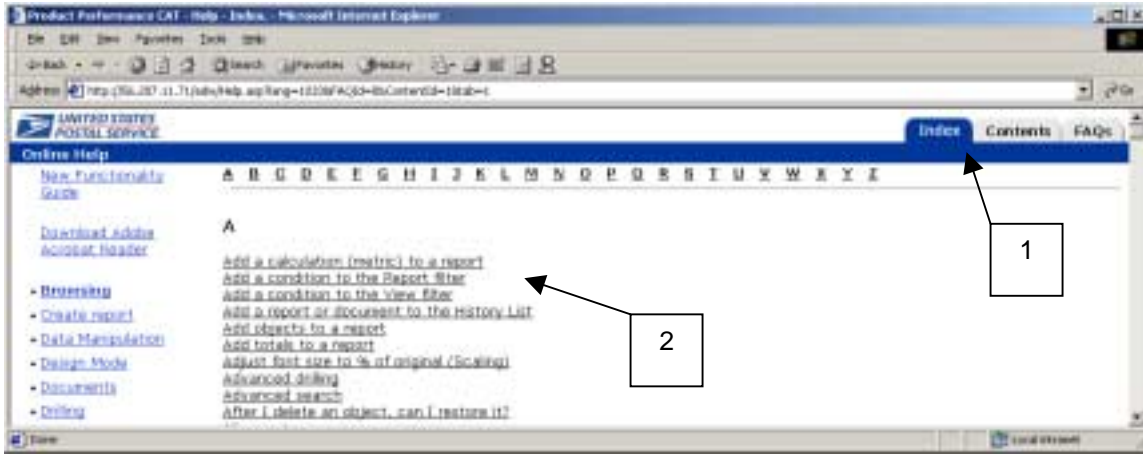 Product Performance CAT - Help - Index. - Microsoft Internet Explorer
File Edit View Favorites Tools Help
Back Search Favorites History
Address Go
UNITED STATES
POSTAL SERVICE
Index Contents FAQs
Online Help
New Functionality
Guide
Download Adobe
Acrobat Reader
• Browsing
• Create report
• Data Manipulation
• Design Mode
• Documents
• Drilling
A B C D E F G H I J K L M N O P Q R S T U V W X Y Z
A
Add a calculation (metric) to a report
Add a condition to the Report filter
Add a condition to the View filter
Add a report or document to the History List
Add objects to a report
Add totals to a report
Adjust font size to % of original (Scaling)
Advanced drilling
Advanced search
After I delete an object, can I restore it?
1
2
Done
Local intranet